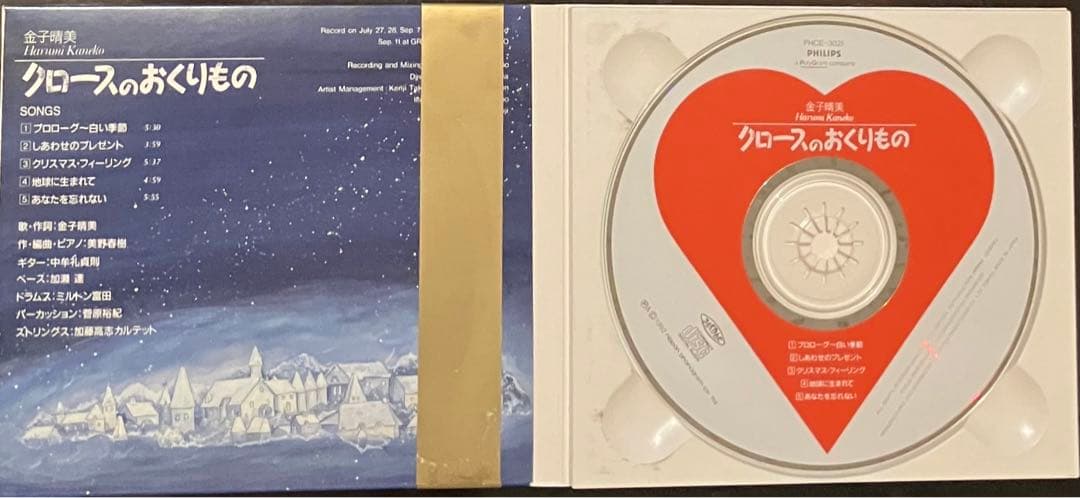 金子晴美
Harumi Kaneko
クロースのおくりもの
SONGS
1 プロローグ〜白い季節 5:30
2 しあわせのプレゼント 3:59
3 クリスマス・フィーリング 5:37
4 地球に生まれて 4:59
5 あなたを忘れない 5:55
歌・作詞:金子晴美
作・編曲・ピアノ:美野春樹
ギター:中牟礼貞則
ベース:加瀬 達
ドラムス:ミルトン冨田
パーカッション:菅原裕紀
ストリングス:加藤高志カルテット
Record on July 27, 28, Sep. 7
Sep. 11 at GR
Recording and Mixing
Artist Management: Kenji
PHCE-3021
PHILIPS
a PolyGram company
金子晴美
Harumi Kaneko
クロースのおくりもの
1 プロローグ〜白い季節
2 しあわせのプレゼント
3 クリスマス・フィーリング
4 地球に生まれて
5 あなたを忘れない